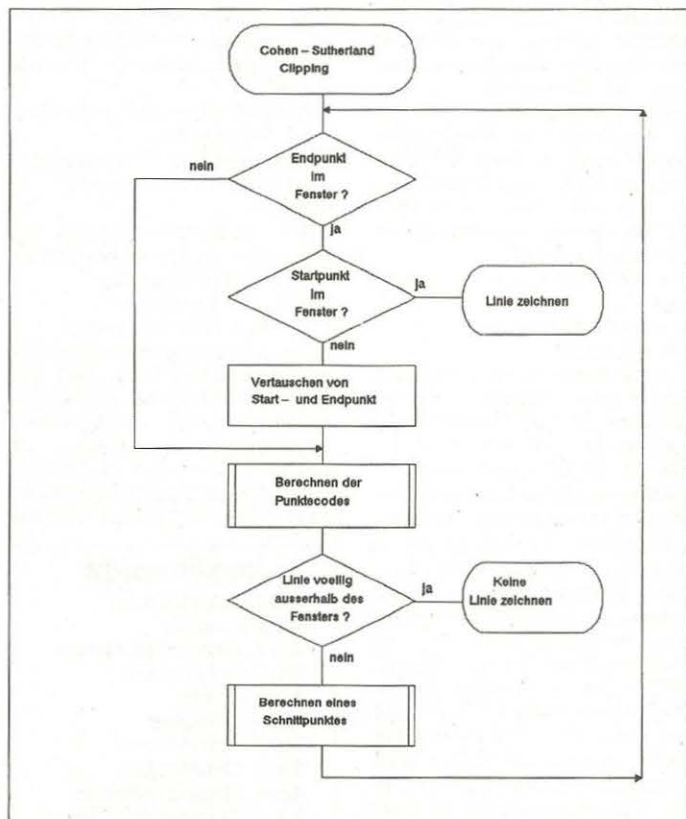 Cohen – Sutherland
Clipping
nein
Endpunkt
im
Fenster ?
ja
Startpunkt
im
Fenster ?
ja
Linie zeichnen
nein
Vertauschen von
Start – und Endpunkt
Berechnen der
Punktecodes
Linie voellig
ausserhalb des
Fensters ?
ja
Keine
Linie zeichnen
nein
Berechnen eines
Schnittpunktes